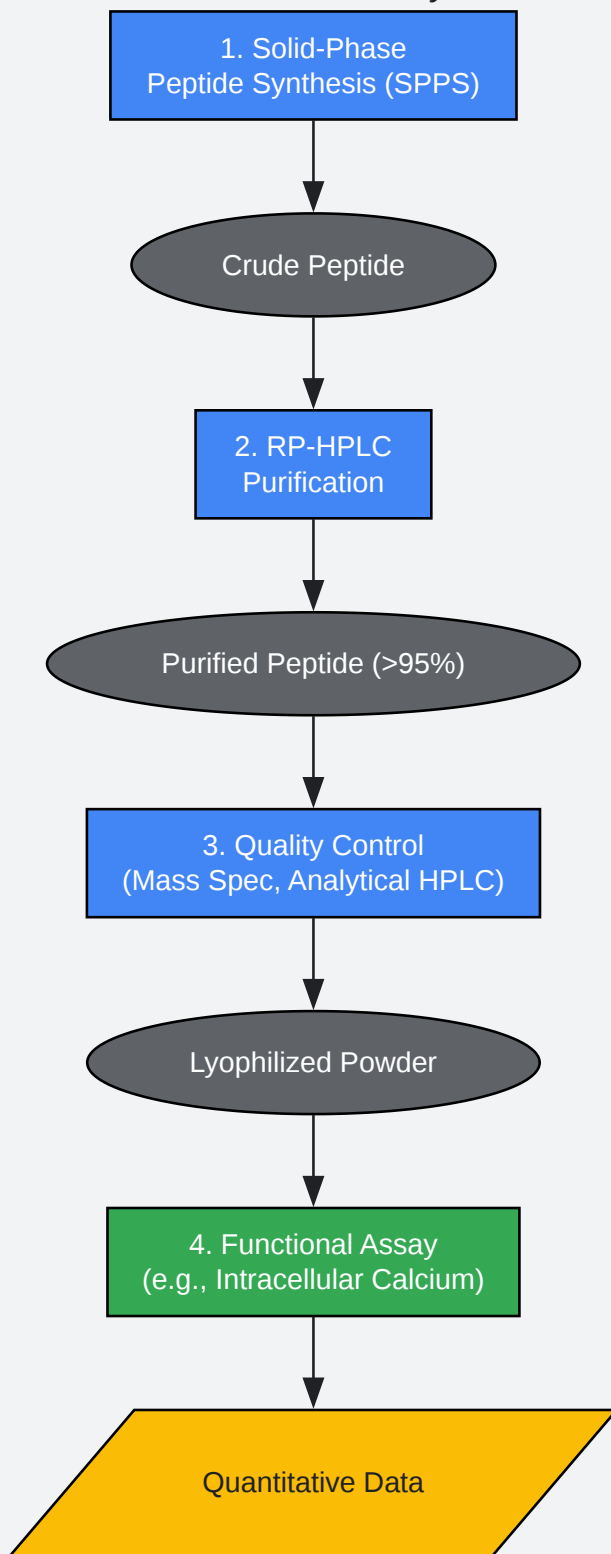 1. Solid-Phase
Peptide Synthesis (SPPS)
Crude Peptide
2. RP-HPLC
Purification
Purified Peptide (>95%)
3. Quality Control
(Mass Spec, Analytical HPLC)
Lyophilized Powder
4. Functional Assay
(e.g., Intracellular Calcium)
Quantitative Data